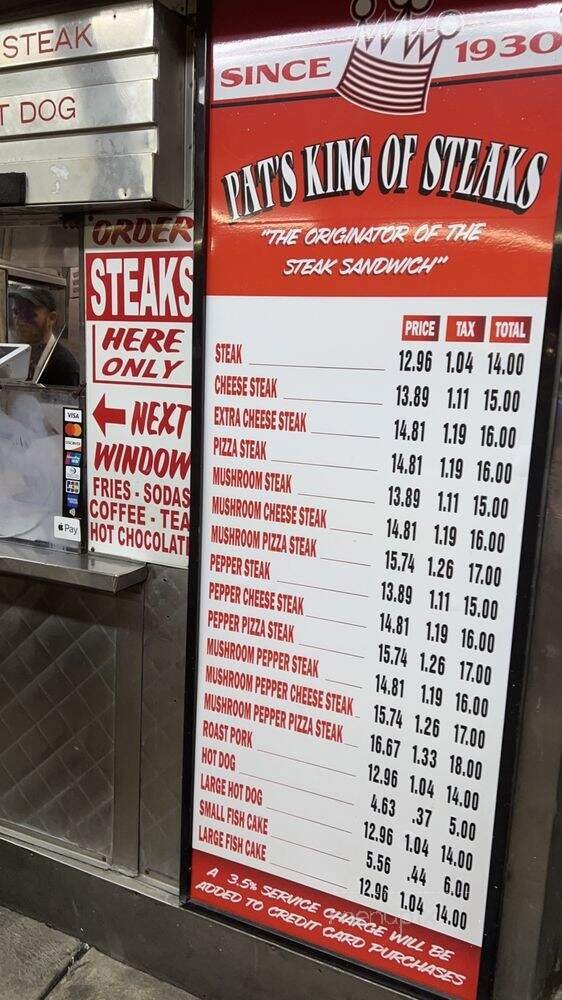 STEAK
T DOG
ORDER
STEAKS
HERE
ONLY
NEXT
WINDOW
FRIES - SODAS
COFFEE - TEA
HOT CHOCOLAT
VISA
Pay
SINCE 1930
PAT'S KING OF STEAKS
"THE ORIGINATOR OF THE
STEAK SANDWICH"
PRICE TAX TOTAL
STEAK 12.96 1.04 14.00
CHEESE STEAK 13.89 1.11 15.00
EXTRA CHEESE STEAK 14.81 1.19 16.00
PIZZA STEAK 14.81 1.19 16.00
MUSHROOM STEAK 13.89 1.11 15.00
MUSHROOM CHEESE STEAK 14.81 1.19 16.00
MUSHROOM PIZZA STEAK 15.74 1.26 17.00
PEPPER STEAK 13.89 1.11 15.00
PEPPER CHEESE STEAK 14.81 1.19 16.00
PEPPER PIZZA STEAK 15.74 1.26 17.00
MUSHROOM PEPPER STEAK 14.81 1.19 16.00
MUSHROOM PEPPER CHEESE STEAK 15.74 1.26 17.00
MUSHROOM PEPPER PIZZA STEAK 16.67 1.33 18.00
ROAST PORK 12.96 1.04 14.00
HOT DOG 4.63 .37 5.00
LARGE HOT DOG 12.96 1.04 14.00
SMALL FISH CAKE 5.56 .44 6.00
LARGE FISH CAKE 12.96 1.04 14.00
A 3.5% SERVICE CHARGE WILL BE
ADDED TO CREDIT CARD PURCHASES